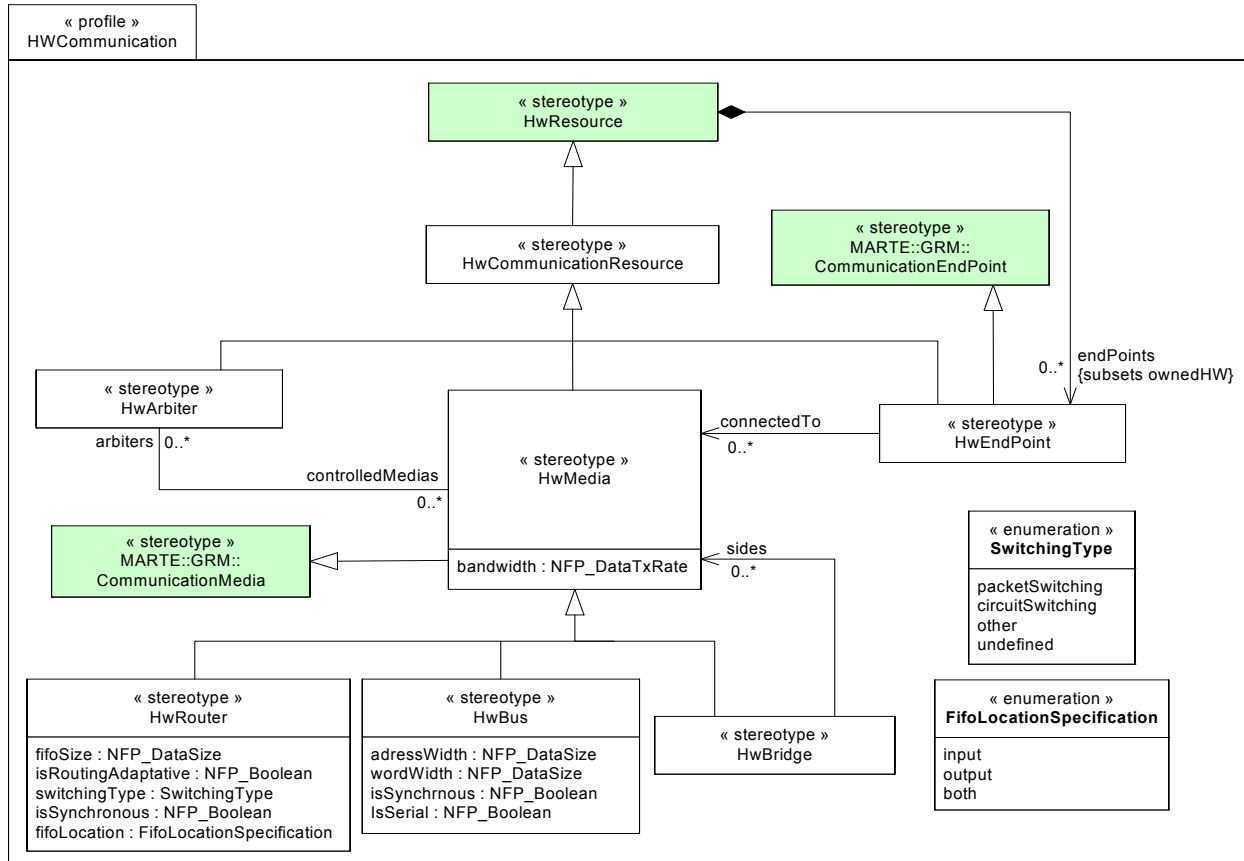 « profile »
HWCommunication
« stereotype »
HwResource
« stereotype »
HwCommunicationResource
« stereotype »
MARTE::GRM::
CommunicationEndPoint
endPoints
0..*
{subsets ownedHW}
« stereotype »
HwArbiter
arbiters
0..*
controlledMedias
0..*
« stereotype »
HwMedia
bandwidth : NFP_DataTxRate
connectedTo
0..*
« stereotype »
HwEndPoint
« stereotype »
MARTE::GRM::
CommunicationMedia
sides
0..*
« enumeration »
SwitchingType
packetSwitching
circuitSwitching
other
undefined
« stereotype »
HwRouter
fifoSize : NFP_DataSize
isRoutingAdaptative : NFP_Boolean
switchingType : SwitchingType
isSynchronous : NFP_Boolean
fifoLocation : FifoLocationSpecification
« stereotype »
HwBus
adressWidth : NFP_DataSize
wordWidth : NFP_DataSize
isSynchrnous : NFP_Boolean
IsSerial : NFP_Boolean
« stereotype »
HwBridge
« enumeration »
FifoLocationSpecification
input
output
both